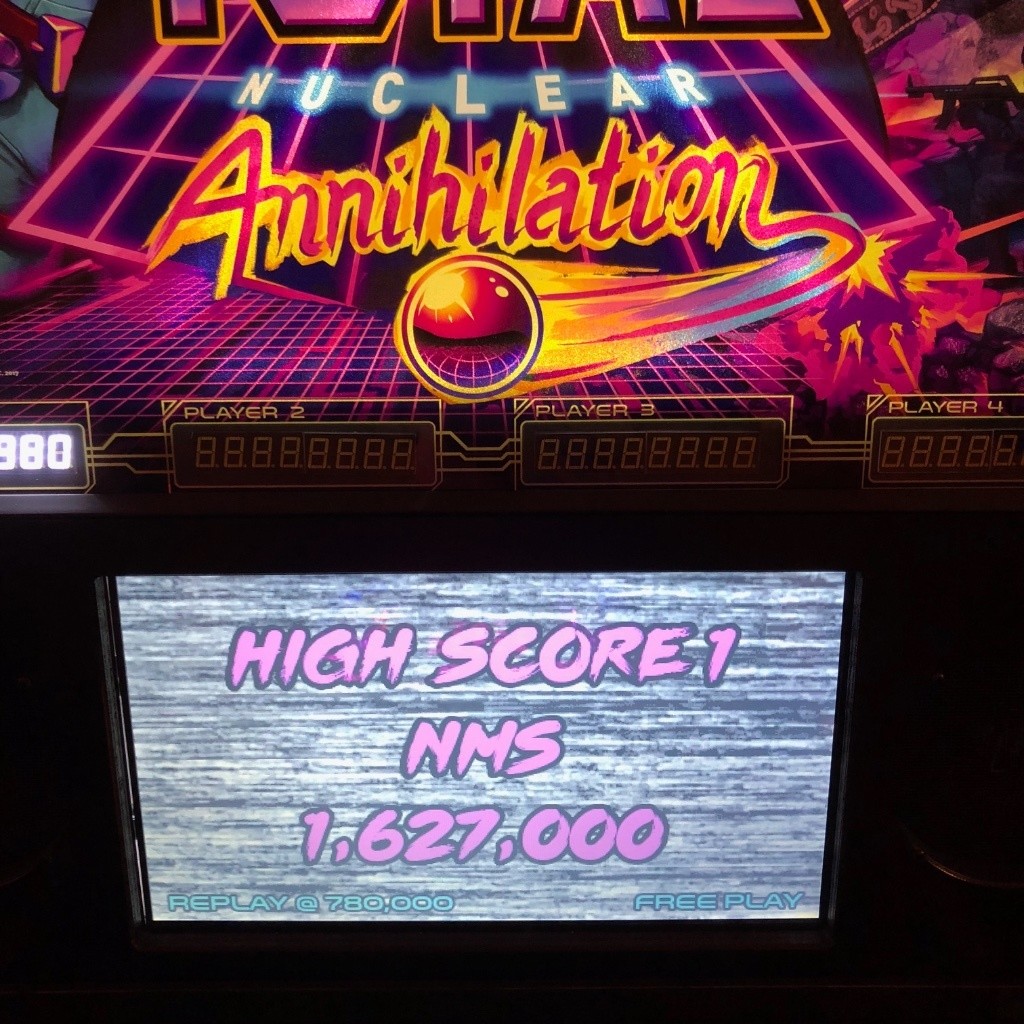 TOTAL
NUCLEAR
Annihilation
PLAYER 2
PLAYER 3
PLAYER 4
980
HIGH SCORE 1
NMS
1,627,000
REPLAY @ 780,000
FREE PLAY